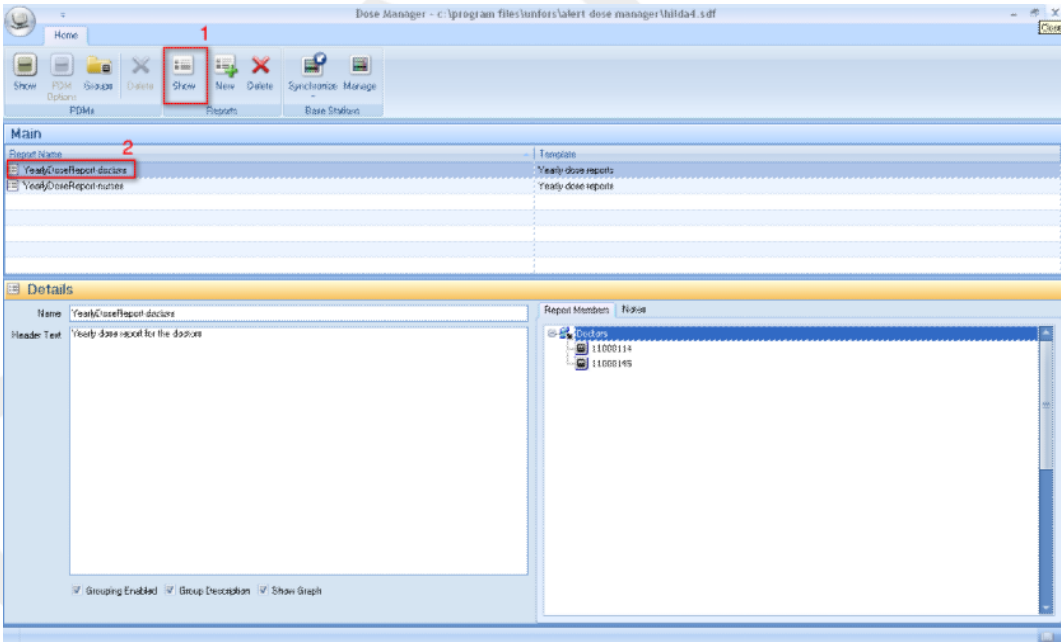 Dose Manager - c:\program files\unfors\alert dose manager\hilda4.sdf
Close
Home
1
Show PDM Options Groups Delete Show New Delete Synchronize Manage
PDMs Reports Base Stations
Main
Report Name Template
2
YearlyDoseReport-doctors Yearly dose reports
YearlyDoseReport-nurses Yearly dose reports
Details
Name YearlyDoseReport-doctors Report Members Notes
Header Text Yearly dose report for the doctors Doctors
11000114
11000145
Grouping Enabled Group Description Show Graph